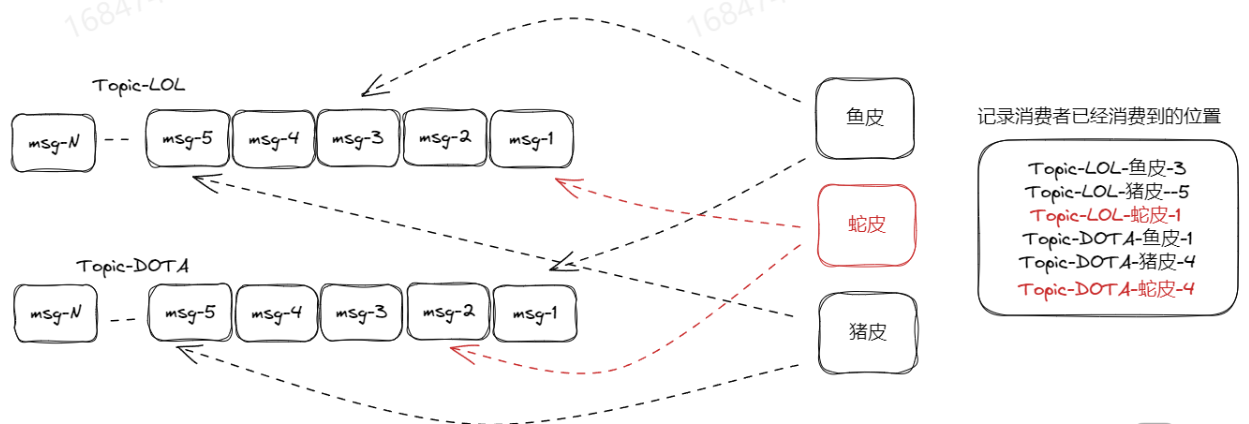 Topic-LOL
msg-N
msg-5
msg-4
msg-3
msg-2
msg-1
Topic-DOTA
msg-N
msg-5
msg-4
msg-3
msg-2
msg-1
鱼皮
蛇皮
猪皮
记录消费者已经消费到的位置
Topic-LOL-鱼皮-3
Topic-LOL-猪皮--5
Topic-LOL-蛇皮-1
Topic-DOTA-鱼皮-1
Topic-DOTA-猪皮-4
Topic-DOTA-蛇皮-4